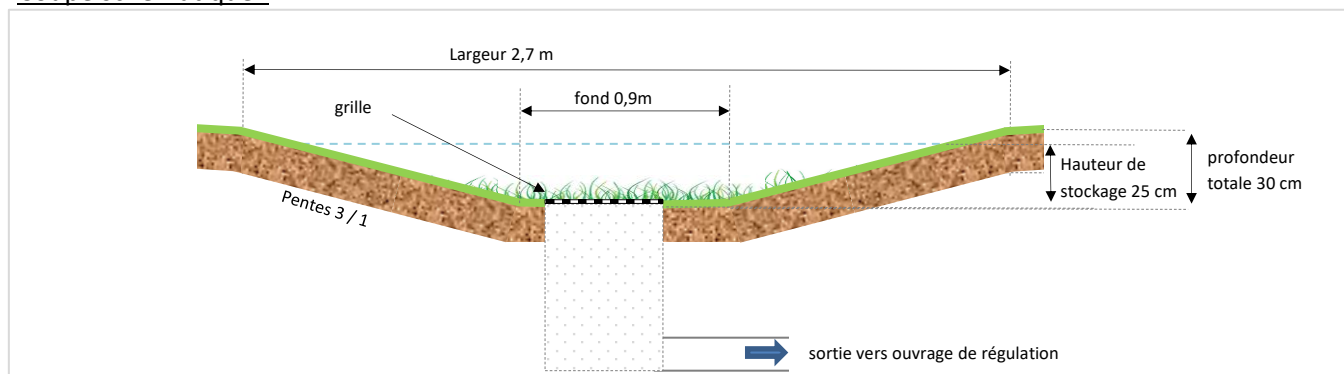 Largeur 2,7 m
fond 0,9m
grille
Hauteur de
stockage 25 cm
profondeur
totale 30 cm
Pentes 3 / 1
sortie vers ouvrage de régulation